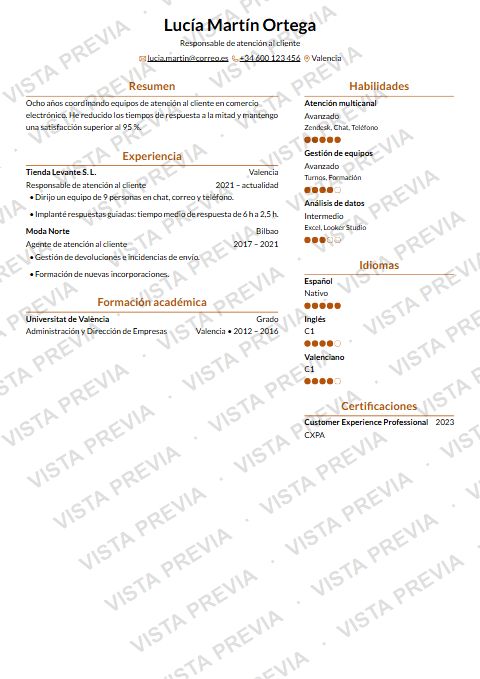 Lucía Martín Ortega
Responsable de atención al cliente
lucia.martin@correo.es +34 600 123 456 Valencia
Resumen
Ocho años coordinando equipos de atención al cliente en comercio
electrónico. He reducido los tiempos de respuesta a la mitad y mantengo
una satisfacción superior al 95 %.
Experiencia
Tienda Levante S. L. Valencia
Responsable de atención al cliente 2021 – actualidad
• Dirijo un equipo de 9 personas en chat, correo y teléfono.
• Implanté respuestas guiadas: tiempo medio de respuesta de 6 h a 2,5 h.
Moda Norte Bilbao
Agente de atención al cliente 2017 – 2021
• Gestión de devoluciones e incidencias de envío.
• Formación de nuevas incorporaciones.
Formación académica
Universitat de València Grado
Administración y Dirección de Empresas Valencia • 2012 – 2016
Habilidades
Atención multicanal
Avanzado
Zendesk, Chat, Teléfono
Gestión de equipos
Avanzado
Turnos, Formación
Análisis de datos
Intermedio
Excel, Looker Studio
Idiomas
Español
Nativo
Inglés
C1
Valenciano
C1
Certificaciones
Customer Experience Professional 2023
CXPA
VISTA PREVIA · VISTA PREVIA · VISTA PREVIA